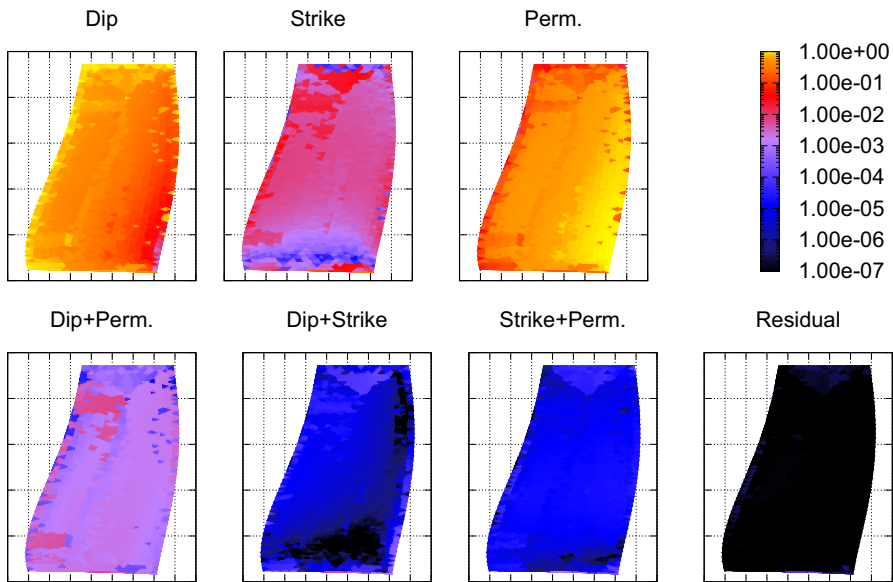 Dip
Strike
Perm.
1.00e+00
1.00e-01
1.00e-02
1.00e-03
1.00e-04
1.00e-05
1.00e-06
1.00e-07
Dip+Perm.
Dip+Strike
Strike+Perm.
Residual